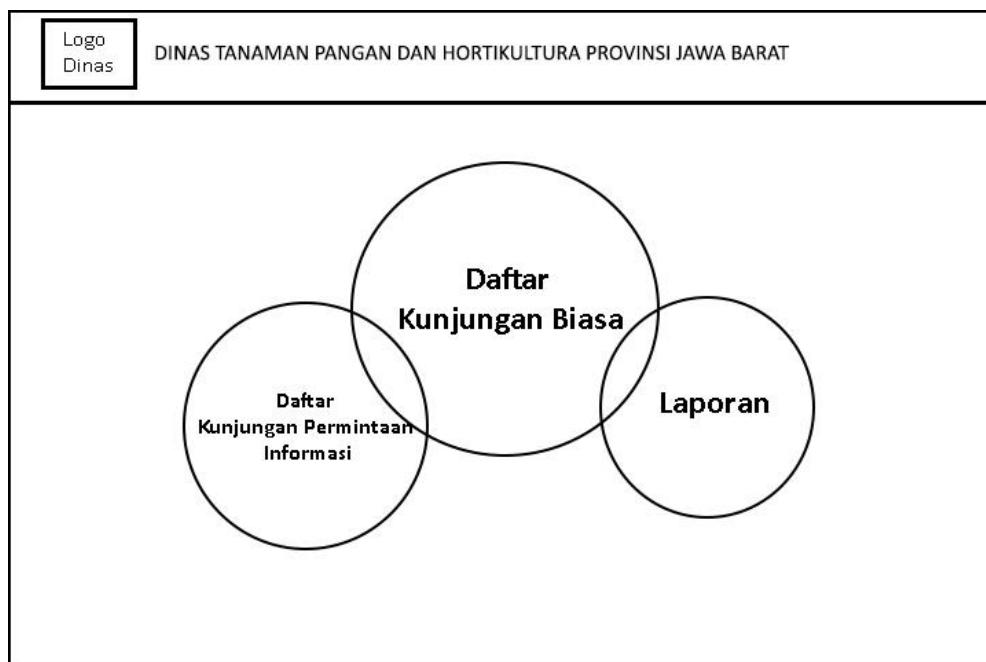 Logo
Dinas
DINAS TANAMAN PANGAN DAN HORTIKULTURA PROVINSI JAWA BARAT
Daftar
Kunjungan Biasa
Daftar
Kunjungan Permintaan
Informasi
Laporan